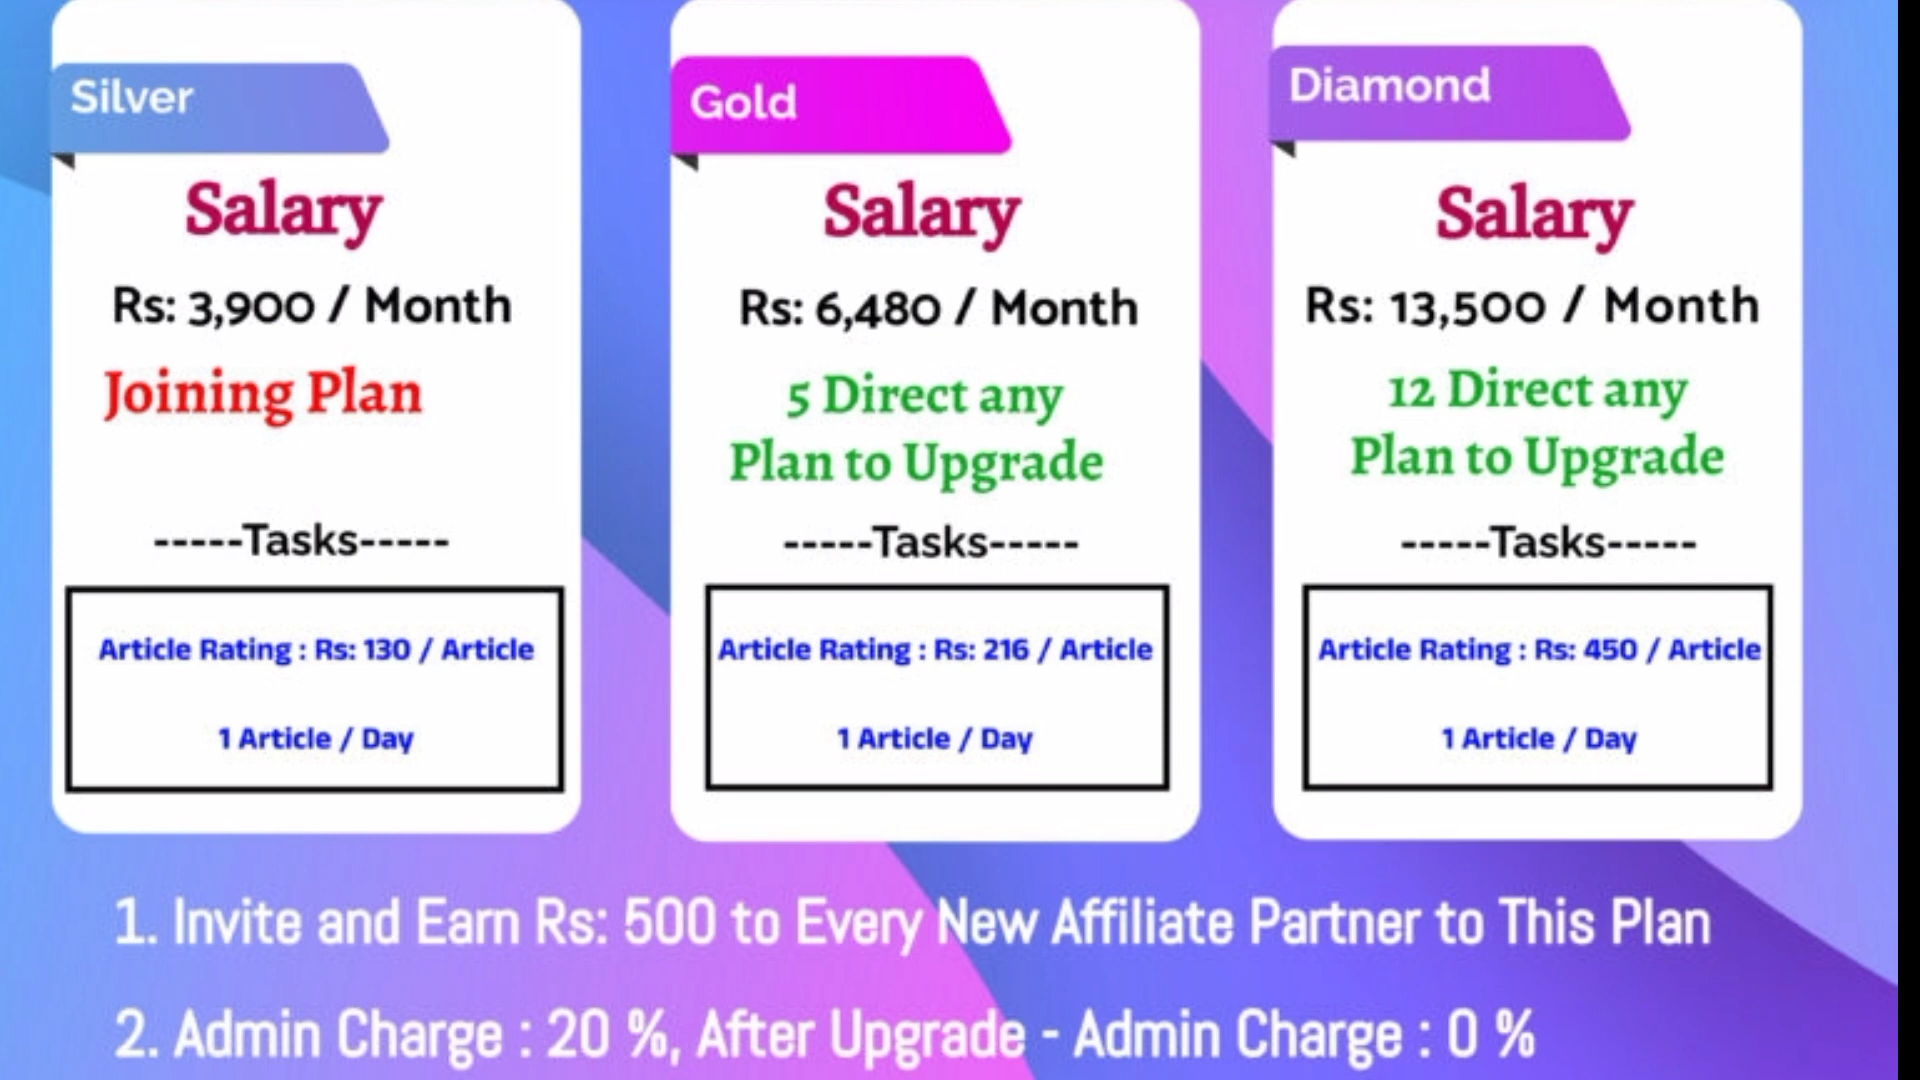 Silver
Salary
Rs: 3,900 / Month
Joining Plan
-----Tasks-----
Article Rating : Rs: 130 / Article
1 Article / Day
Gold
Salary
Rs: 6,480 / Month
5 Direct any
Plan to Upgrade
-----Tasks-----
Article Rating : Rs: 216 / Article
1 Article / Day
Diamond
Salary
Rs: 13,500 / Month
12 Direct any
Plan to Upgrade
-----Tasks-----
Article Rating : Rs: 450 / Article
1 Article / Day
1. Invite and Earn Rs: 500 to Every New Affiliate Partner to This Plan
2. Admin Charge : 20 %, After Upgrade - Admin Charge : 0 %